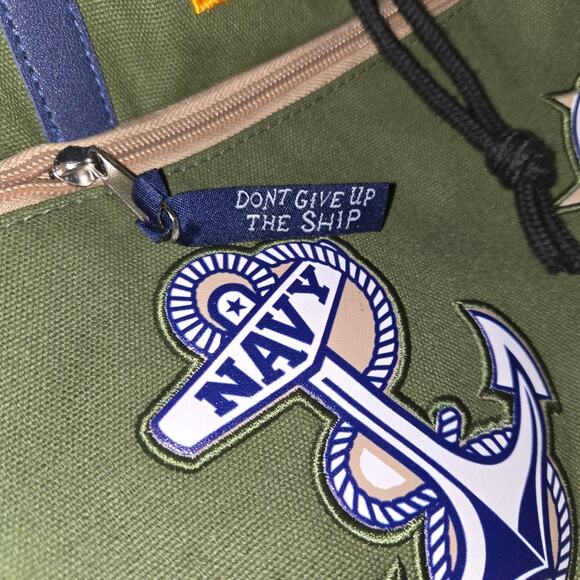 DONT GIVE UP
THE SHIP
NAVY